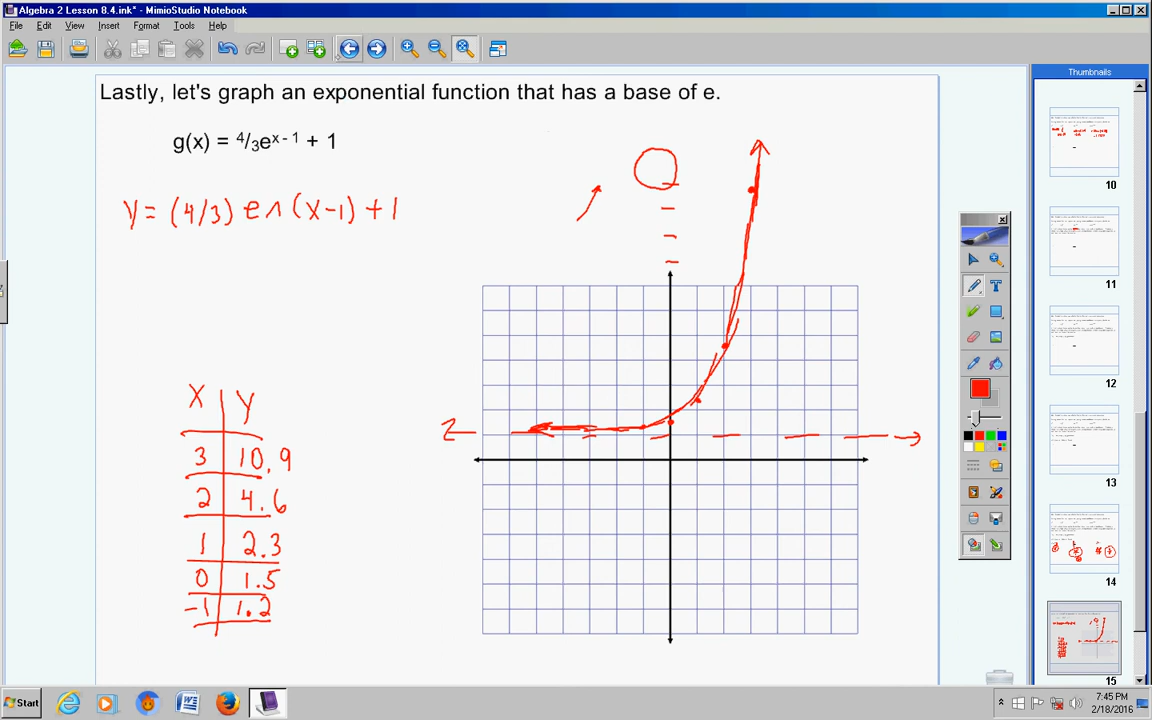 Algebra 2 Lesson 8.4.ink* - MimioStudio Notebook
File Edit View Insert Format Tools Help
Lastly, let's graph an exponential function that has a base of e.
g(x) = 4/3e^x - 1 + 1
y = (4/3) e^(x-1) + 1
X Y
3 10.9
2 4.6
1 2.3
0 1.5
-1 1.2
Thumbnails
10
11
12
13
14
15
T
Start
W
7:45 PM
2/18/2016